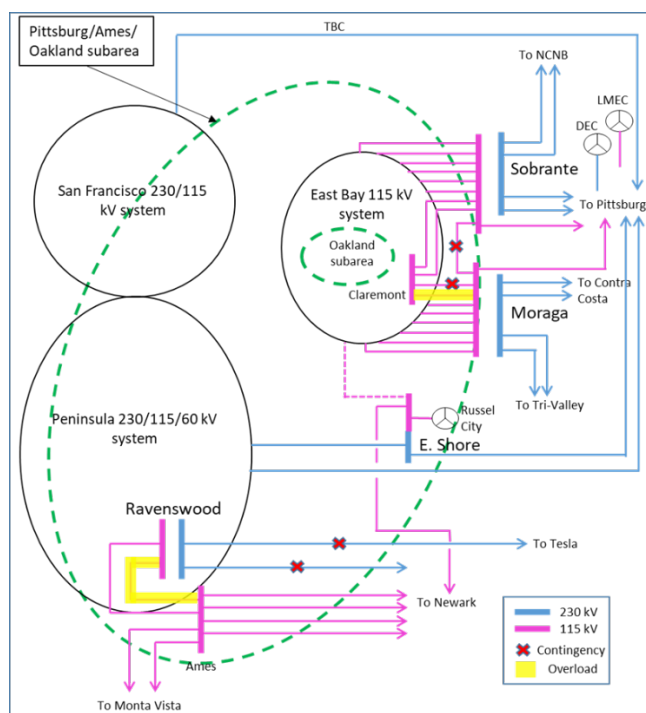 Pittsburg/Ames/
Oakland subarea
TBC
To NCNB
LMEC
DEC
San Francisco 230/115
kV system
East Bay 115 kV
system
Sobrante
To Pittsburg
Oakland
subarea
Claremont
To Contra
Costa
Moraga
Peninsula 230/115/60 kV
system
Russel
City
To Tri-Valley
E. Shore
Ravenswood
To Tesla
To Newark
230 kV
115 kV
Contingency
Overload
Ames
To Monta Vista